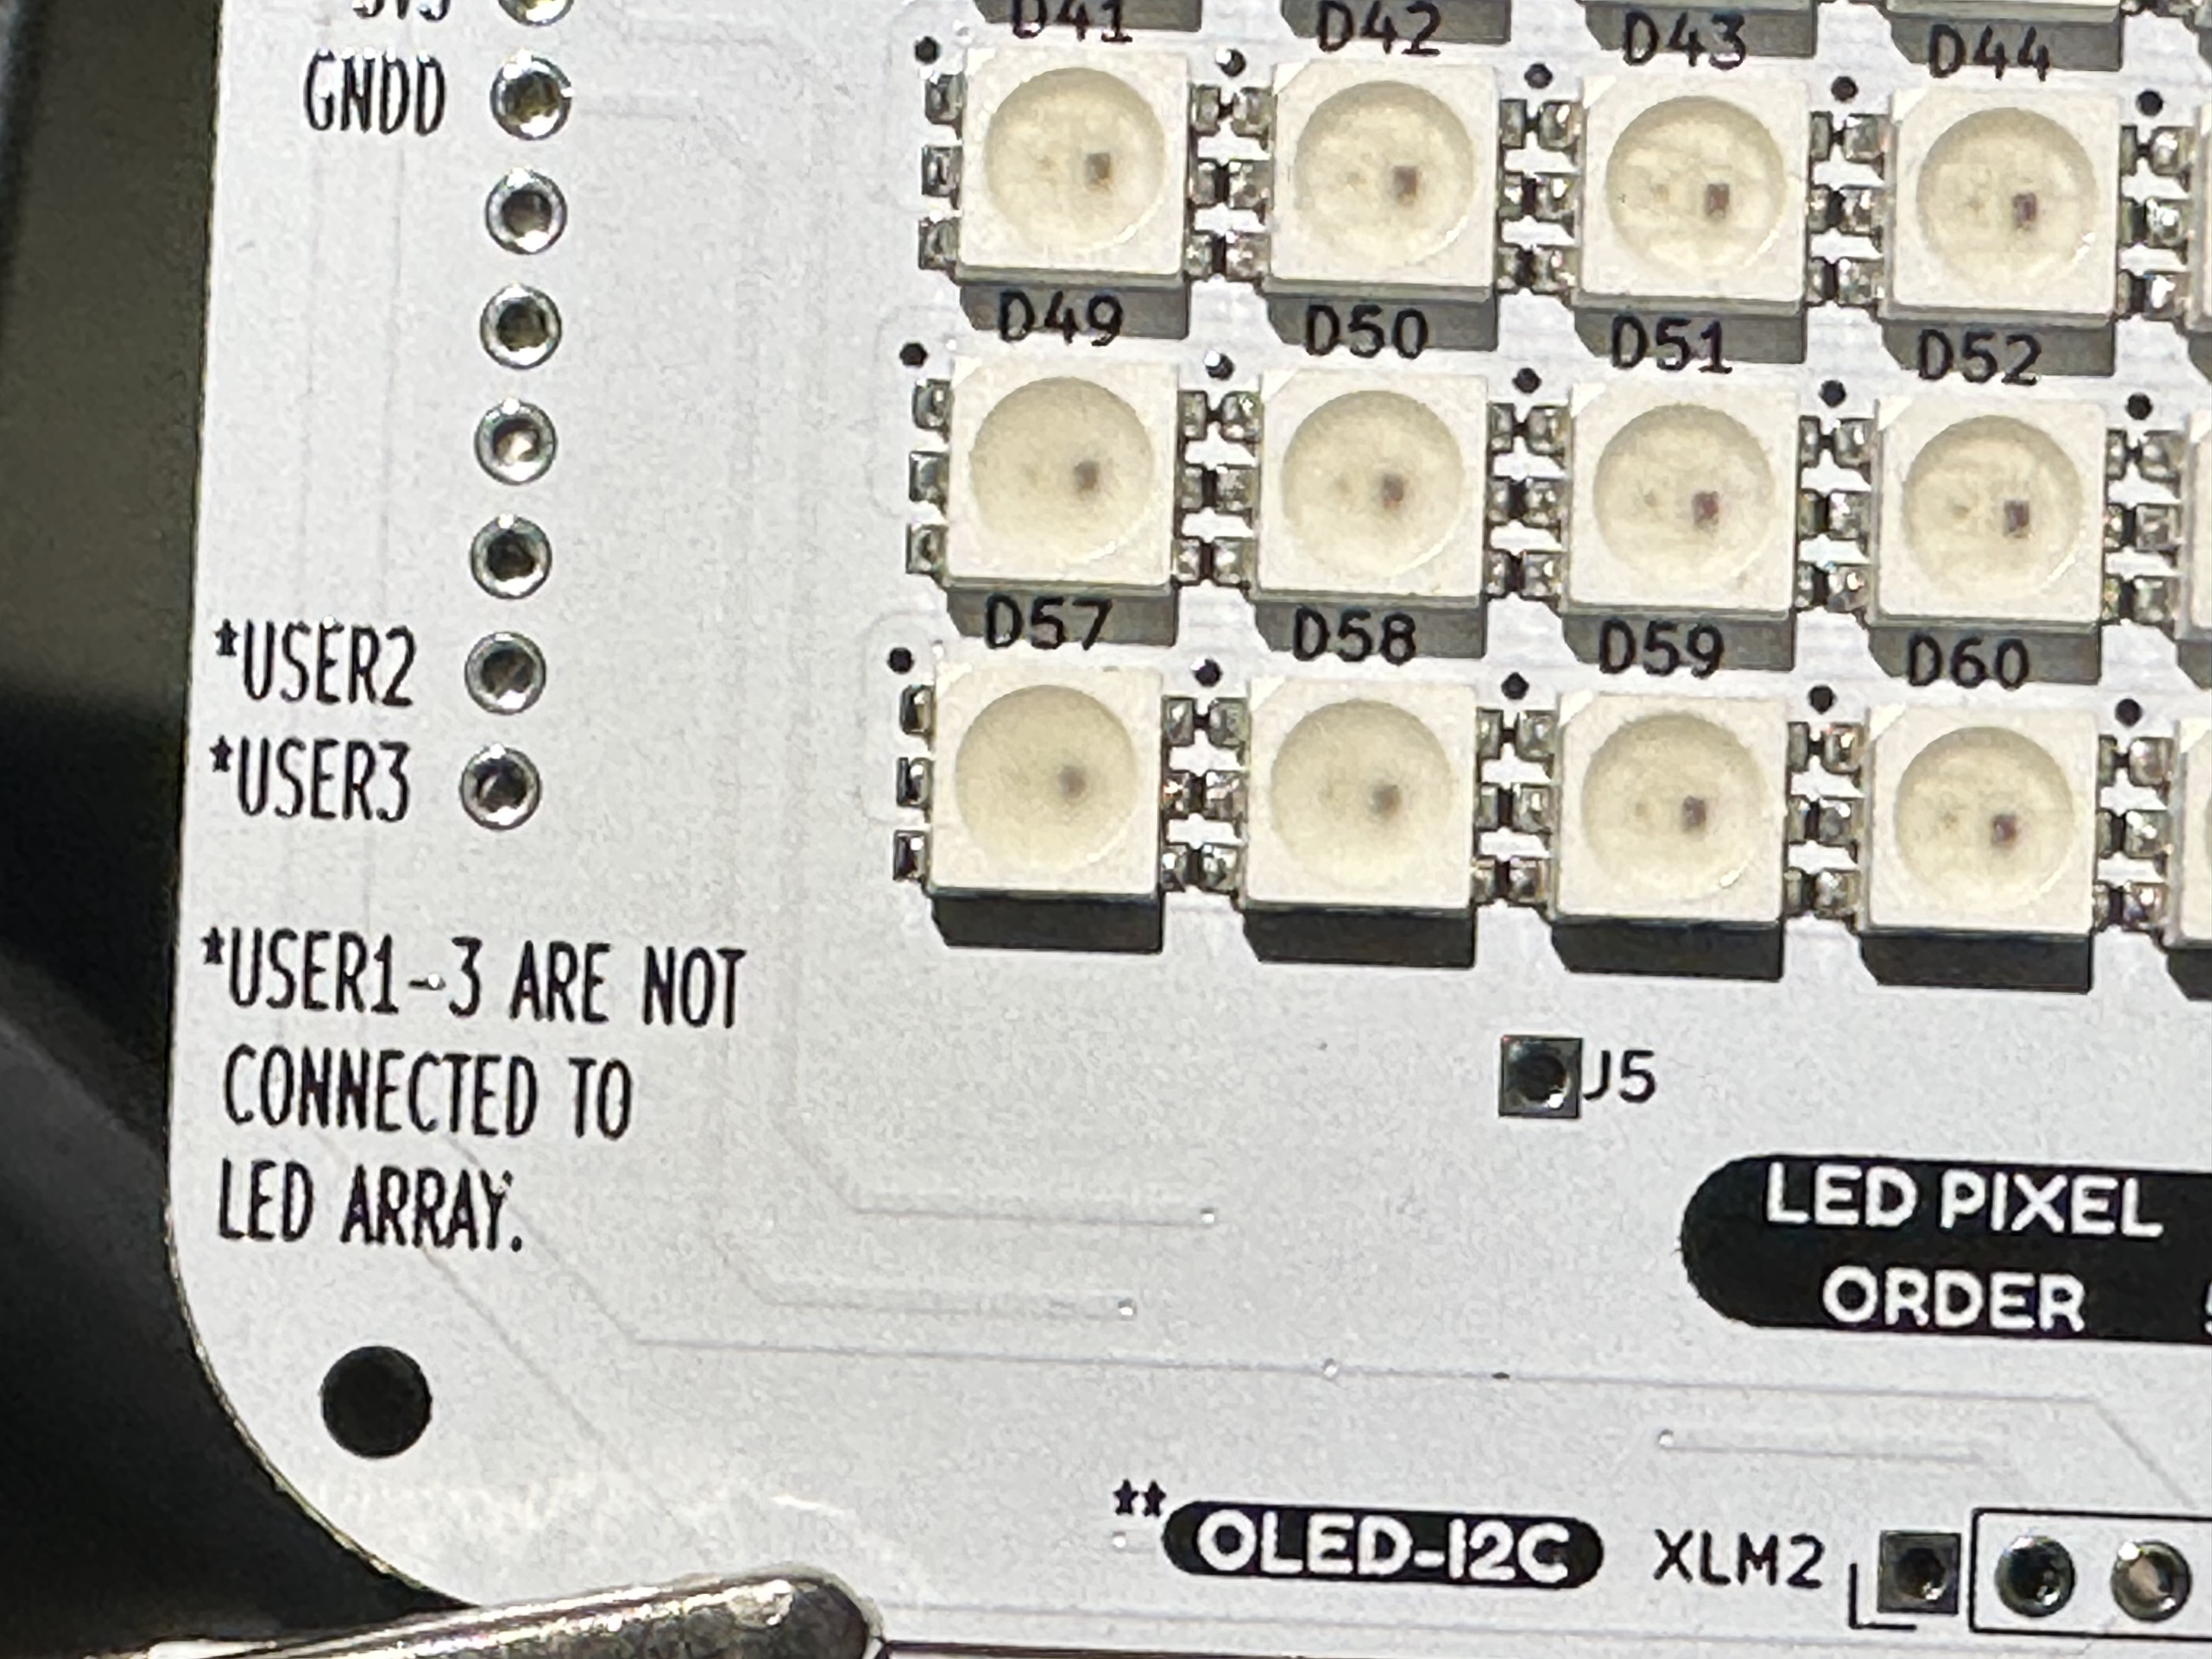 D41 D42 D43 D44
GNDD
D49 D50 D51 D52
D57 D58 D59 D60
*USER2
*USER3
*USER1-3 ARE NOT
CONNECTED TO
LED ARRAY.
J5
LED PIXEL
ORDER
**OLED-I2C XLM2